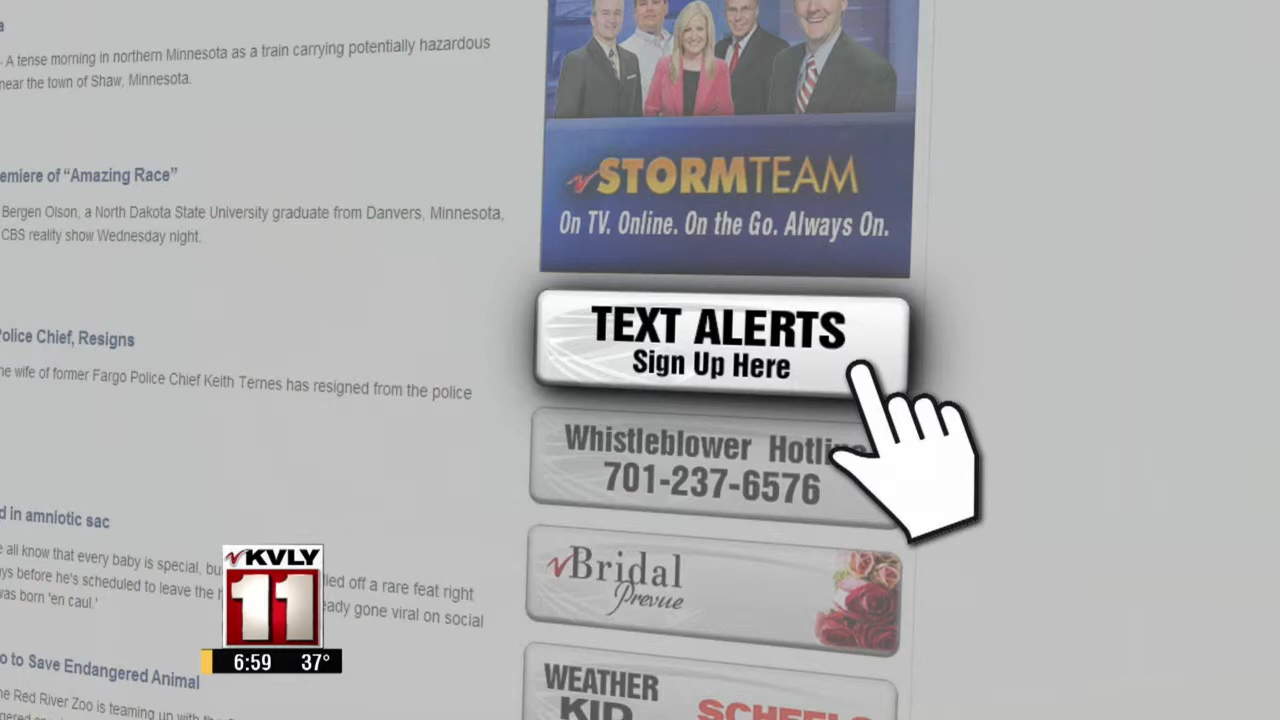 a
- A tense morning in northern Minnesota as a train carrying potentially hazardous
near the town of Shaw, Minnesota.
emiere of “Amazing Race”
Bergen Olson, a North Dakota State University graduate from Danvers, Minnesota,
CBS reality show Wednesday night.
Police Chief, Resigns
he wife of former Fargo Police Chief Keith Ternes has resigned from the police
d in amniotic sac
e all know that every baby is special, bu
lled off a rare feat right
ys before he's scheduled to leave the h
eady gone viral on social
was born 'en caul.'
o to Save Endangered Animal
he Red River Zoo is teaming up with the
STORMTEAM
On TV. Online. On the Go. Always On.
TEXT ALERTS
Sign Up Here
Whistleblower Hotline
701-237-6576
Bridal
Prevue
WEATHER
KID
SCHEELS
KVLY
11
6:59 37°